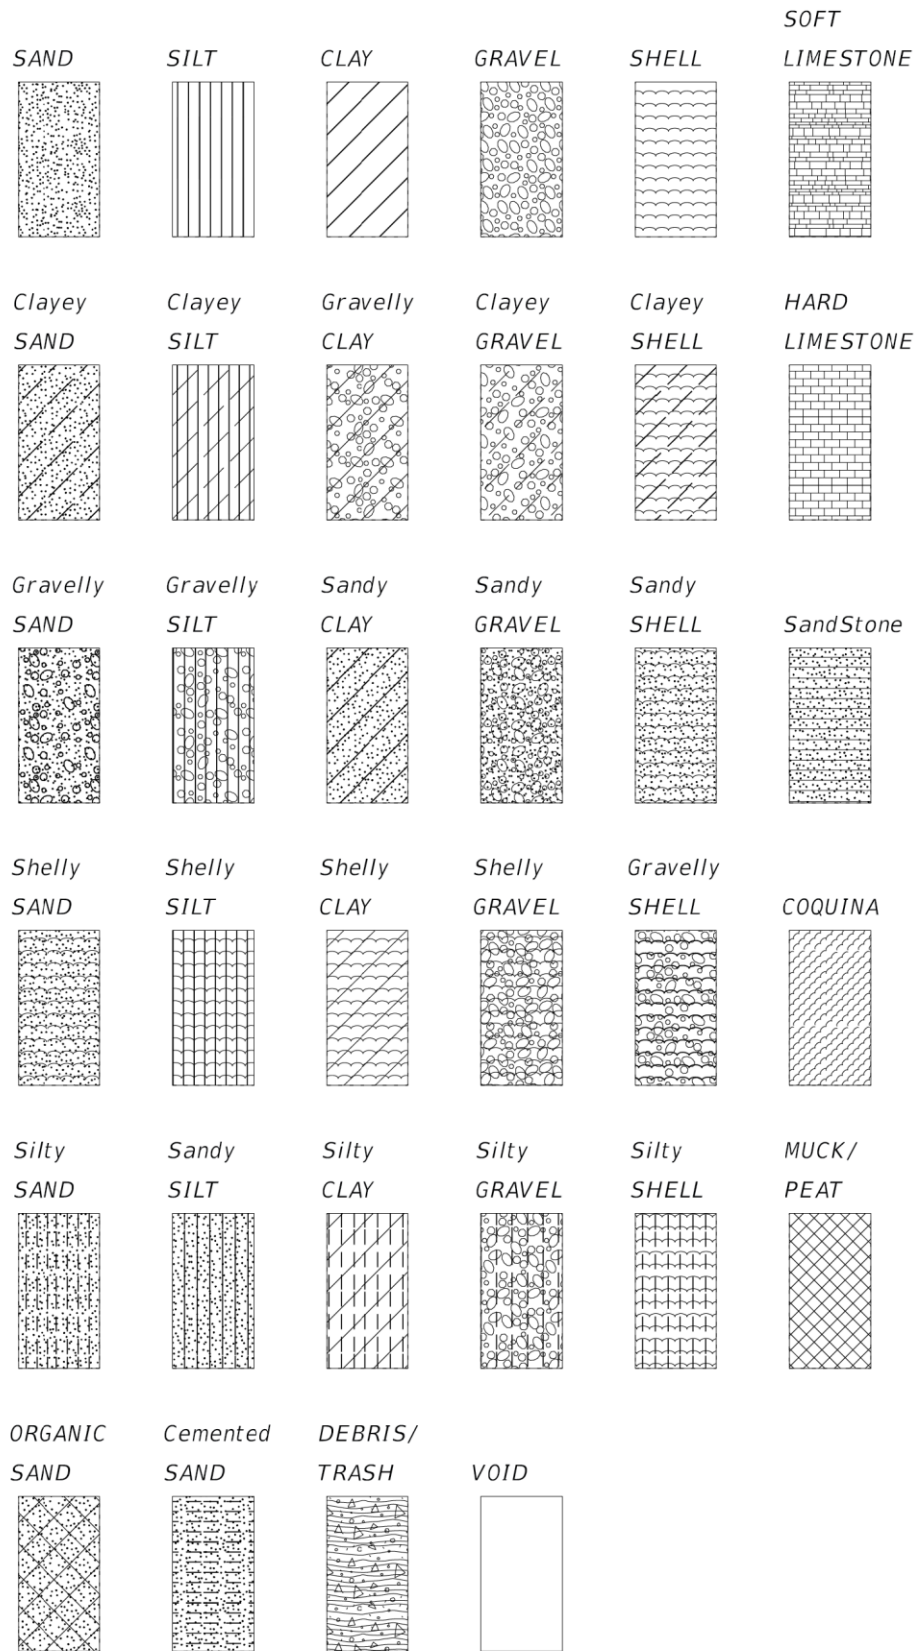 SOFT
SAND SILT CLAY GRAVEL SHELL LIMESTONE
Clayey Clayey Gravelly Clayey Clayey HARD
SAND SILT CLAY GRAVEL SHELL LIMESTONE
Gravelly Gravelly Sandy Sandy Sandy
SAND SILT CLAY GRAVEL SHELL SandStone
Shelly Shelly Shelly Shelly Gravelly
SAND SILT CLAY GRAVEL SHELL COQUINA
Silty Sandy Silty Silty Silty MUCK/
SAND SILT CLAY GRAVEL SHELL PEAT
ORGANIC Cemented DEBRIS/
SAND SAND TRASH VOID